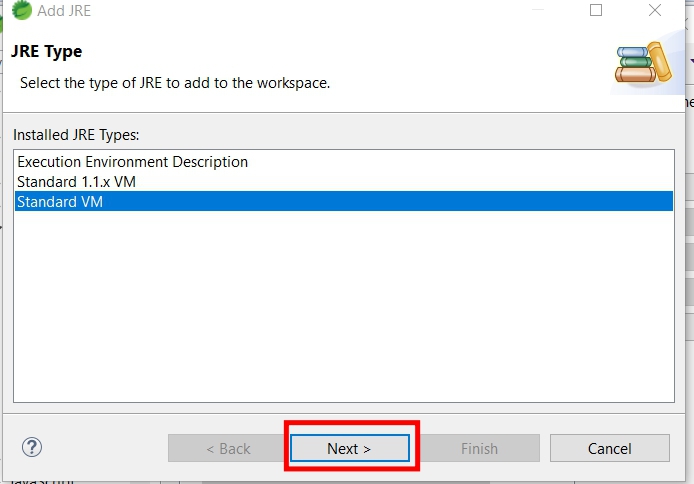 Add JRE
JRE Type
Select the type of JRE to add to the workspace.
Installed JRE Types:
Execution Environment Description
Standard 1.1.x VM
Standard VM
< Back
Next >
Finish
Cancel